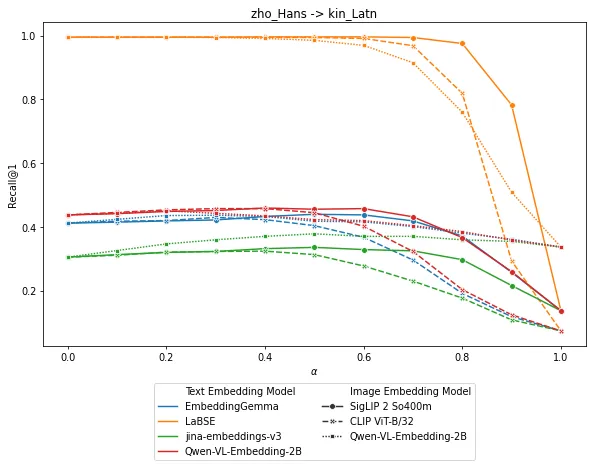 zho_Hans -> kin_Latn
1.0
0.8
0.6
0.4
0.2
Recall@1
0.0 0.2 0.4 0.6 0.8 1.0
α
Text Embedding Model Image Embedding Model
EmbeddingGemma SigLIP 2 So400m
LaBSE CLIP ViT-B/32
jina-embeddings-v3 Qwen-VL-Embedding-2B
Qwen-VL-Embedding-2B